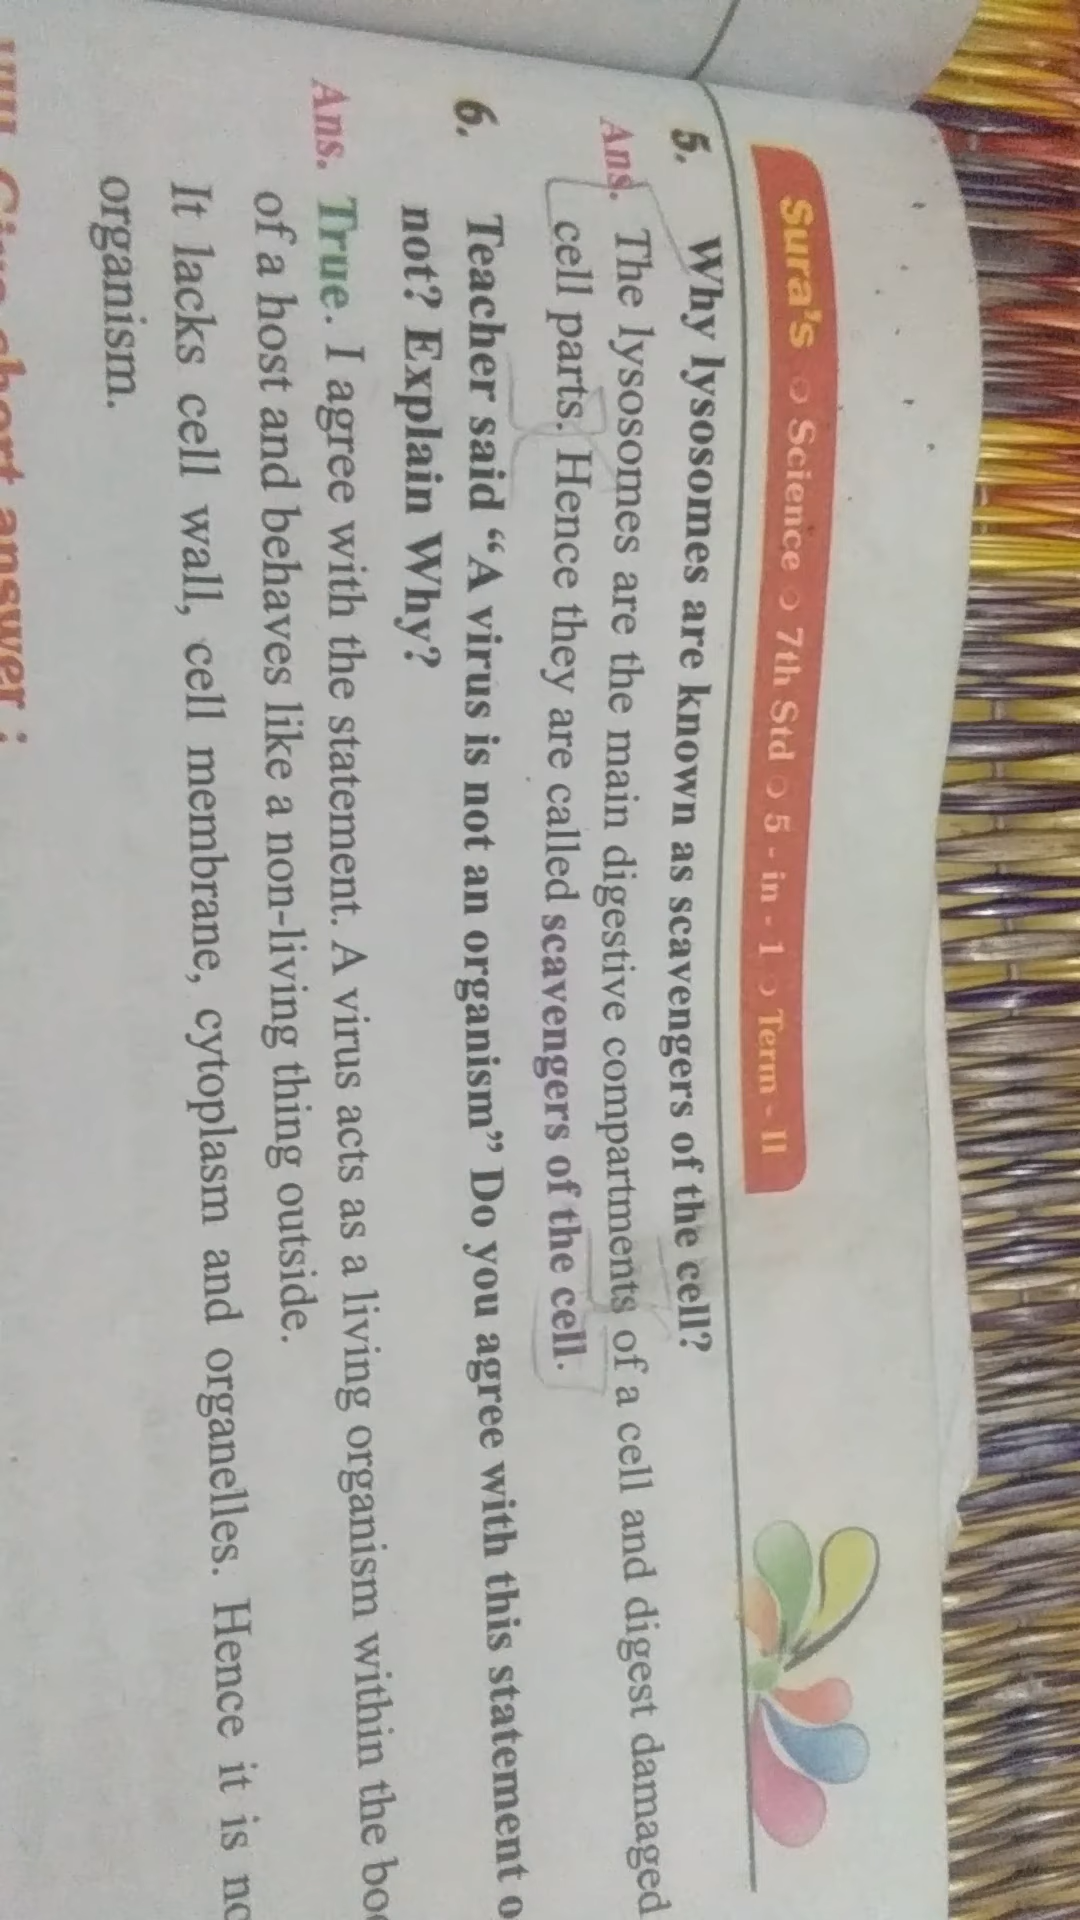 Sura's Science 7th Std 5 - in - 1 Term - II
5. Why lysosomes are known as scavengers of the cell?
Ans. The lysosomes are the main digestive compartments of a cell and digest damaged
cell parts. Hence they are called scavengers of the cell.
6. Teacher said “A virus is not an organism” Do you agree with this statement o
not? Explain Why?
Ans. True. I agree with the statement. A virus acts as a living organism within the
of a host and behaves like a non-living thing outside.
It lacks cell wall, cell membrane, cytoplasm and organelles. Hence it is
organism.
short answer :